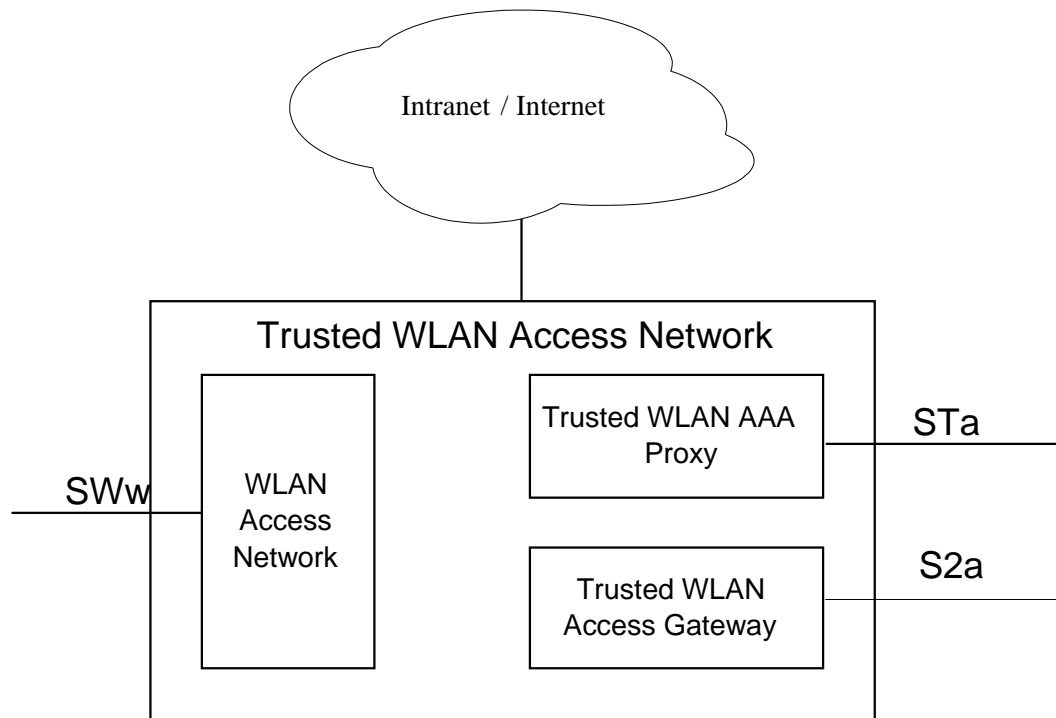 Intranet / Internet
Trusted WLAN Access Network
Trusted WLAN AAA
Proxy
STa
SWw
WLAN
Access
Network
S2a
Trusted WLAN
Access Gateway